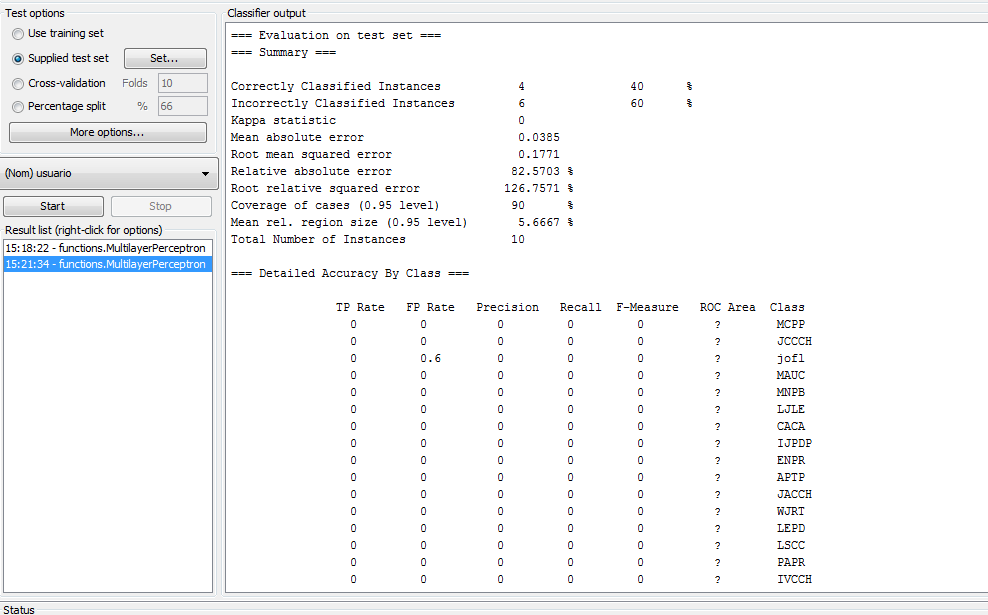 Test options
Use training set
Supplied test set Set...
Cross-validation Folds 10
Percentage split % 66
More options...
(Nom) usuario
Start Stop
Result list (right-click for options)
15:18:22 - functions.MultilayerPerceptron
15:21:34 - functions.MultilayerPerceptron
Classifier output
=== Evaluation on test set ===
=== Summary ===
Correctly Classified Instances 4 40 %
Incorrectly Classified Instances 6 60 %
Kappa statistic 0
Mean absolute error 0.0385
Root mean squared error 0.1771
Relative absolute error 82.5703 %
Root relative squared error 126.7571 %
Coverage of cases (0.95 level) 90 %
Mean rel. region size (0.95 level) 5.6667 %
Total Number of Instances 10
=== Detailed Accuracy By Class ===
TP Rate FP Rate Precision Recall F-Measure ROC Area Class
0 0 0 0 0 ? MCPP
0 0 0 0 0 ? JCCCH
0 0.6 0 0 0 ? jofl
0 0 0 0 0 ? MAUC
0 0 0 0 0 ? MNPB
0 0 0 0 0 ? LJLE
0 0 0 0 0 ? CACA
0 0 0 0 0 ? IJPDP
0 0 0 0 0 ? ENPR
0 0 0 0 0 ? APTP
0 0 0 0 0 ? JACCH
0 0 0 0 0 ? WJRT
0 0 0 0 0 ? LEPD
0 0 0 0 0 ? LSCC
0 0 0 0 0 ? PAPR
0 0 0 0 0 ? IVCCH
Status